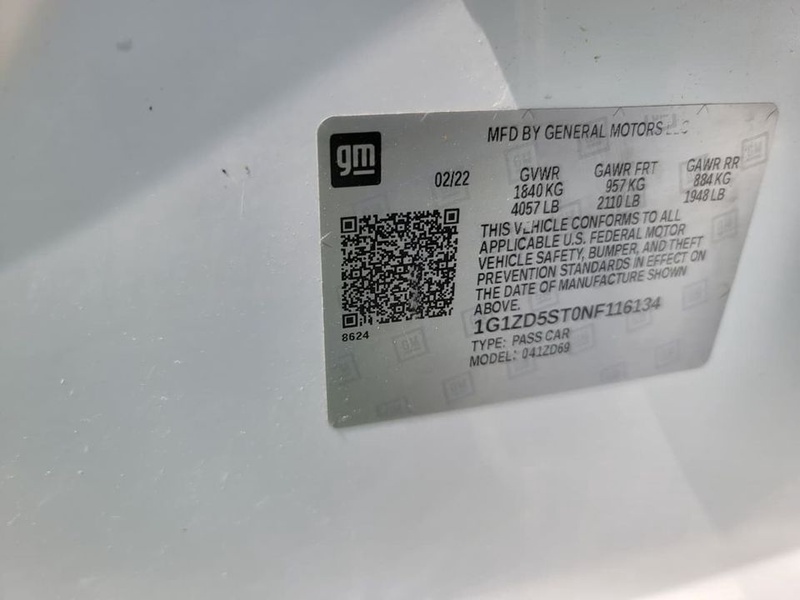 gm
MFD BY GENERAL MOTORS LLC
02/22
GVWR GAWR FRT GAWR RR
1840 KG 957 KG 884 KG
4057 LB 2110 LB 1948 LB
THIS VEHICLE CONFORMS TO ALL
APPLICABLE U.S. FEDERAL MOTOR
VEHICLE SAFETY, BUMPER, AND THEFT
PREVENTION STANDARDS IN EFFECT ON
THE DATE OF MANUFACTURE SHOWN
ABOVE.
1G1ZD5ST0NF116134
TYPE: PASS CAR
MODEL: 041ZD69
8624